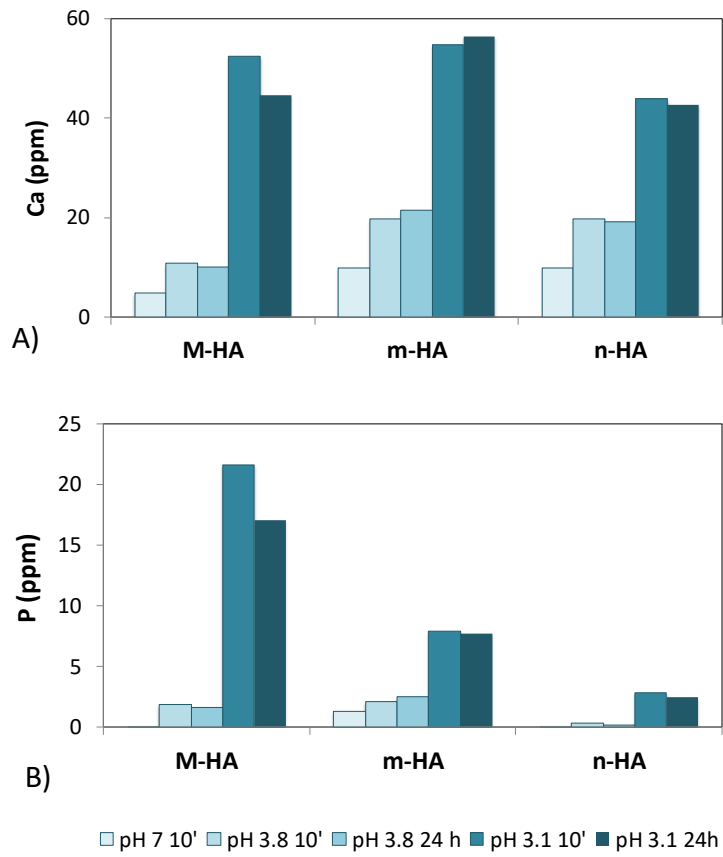 60
40
20
0
Ca (ppm)
A)
M-HA m-HA n-HA
25
20
15
10
5
0
P (ppm)
M-HA m-HA n-HA
B)
pH 7 10' pH 3.8 10' pH 3.8 24 h pH 3.1 10' pH 3.1 24h